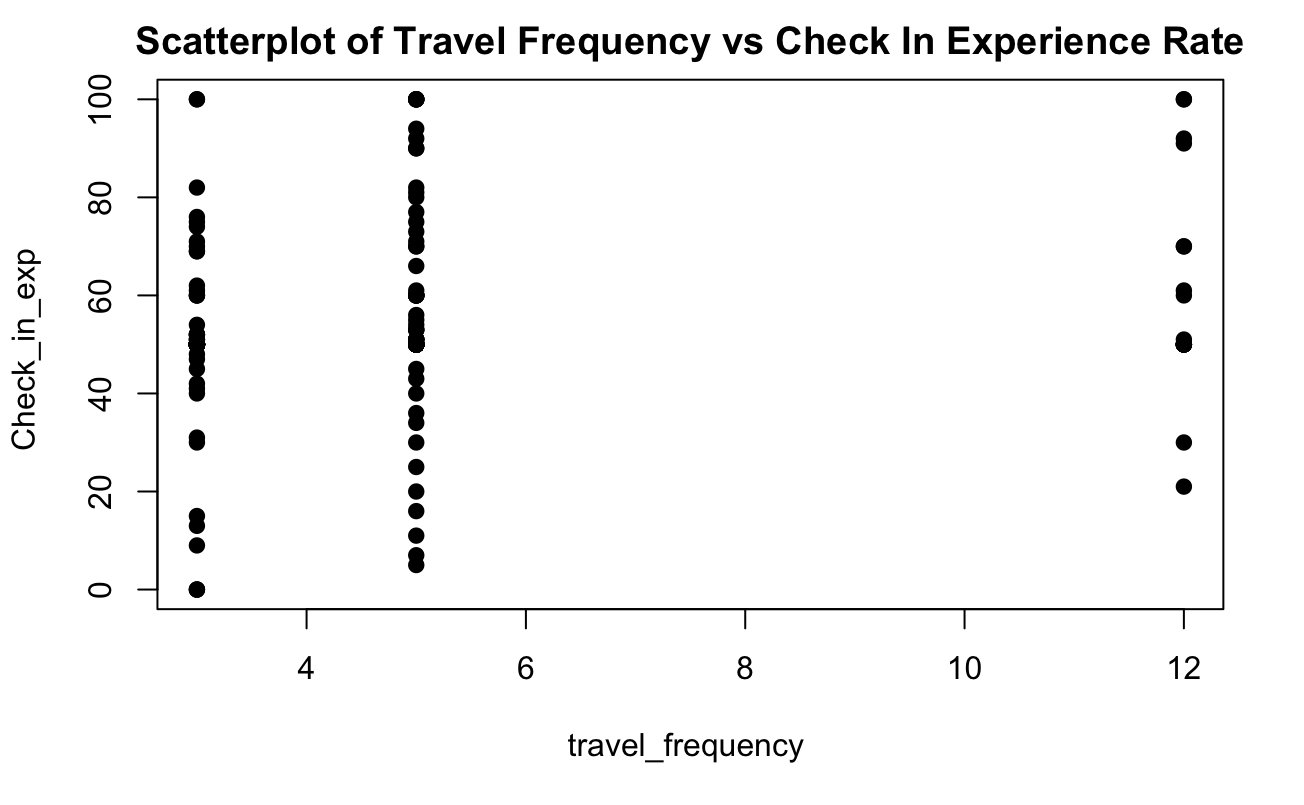 Scatterplot of Travel Frequency vs Check In Experience Rate
100
80
60
40
20
0
Check_in_exp
4 6 8 10 12
travel_frequency